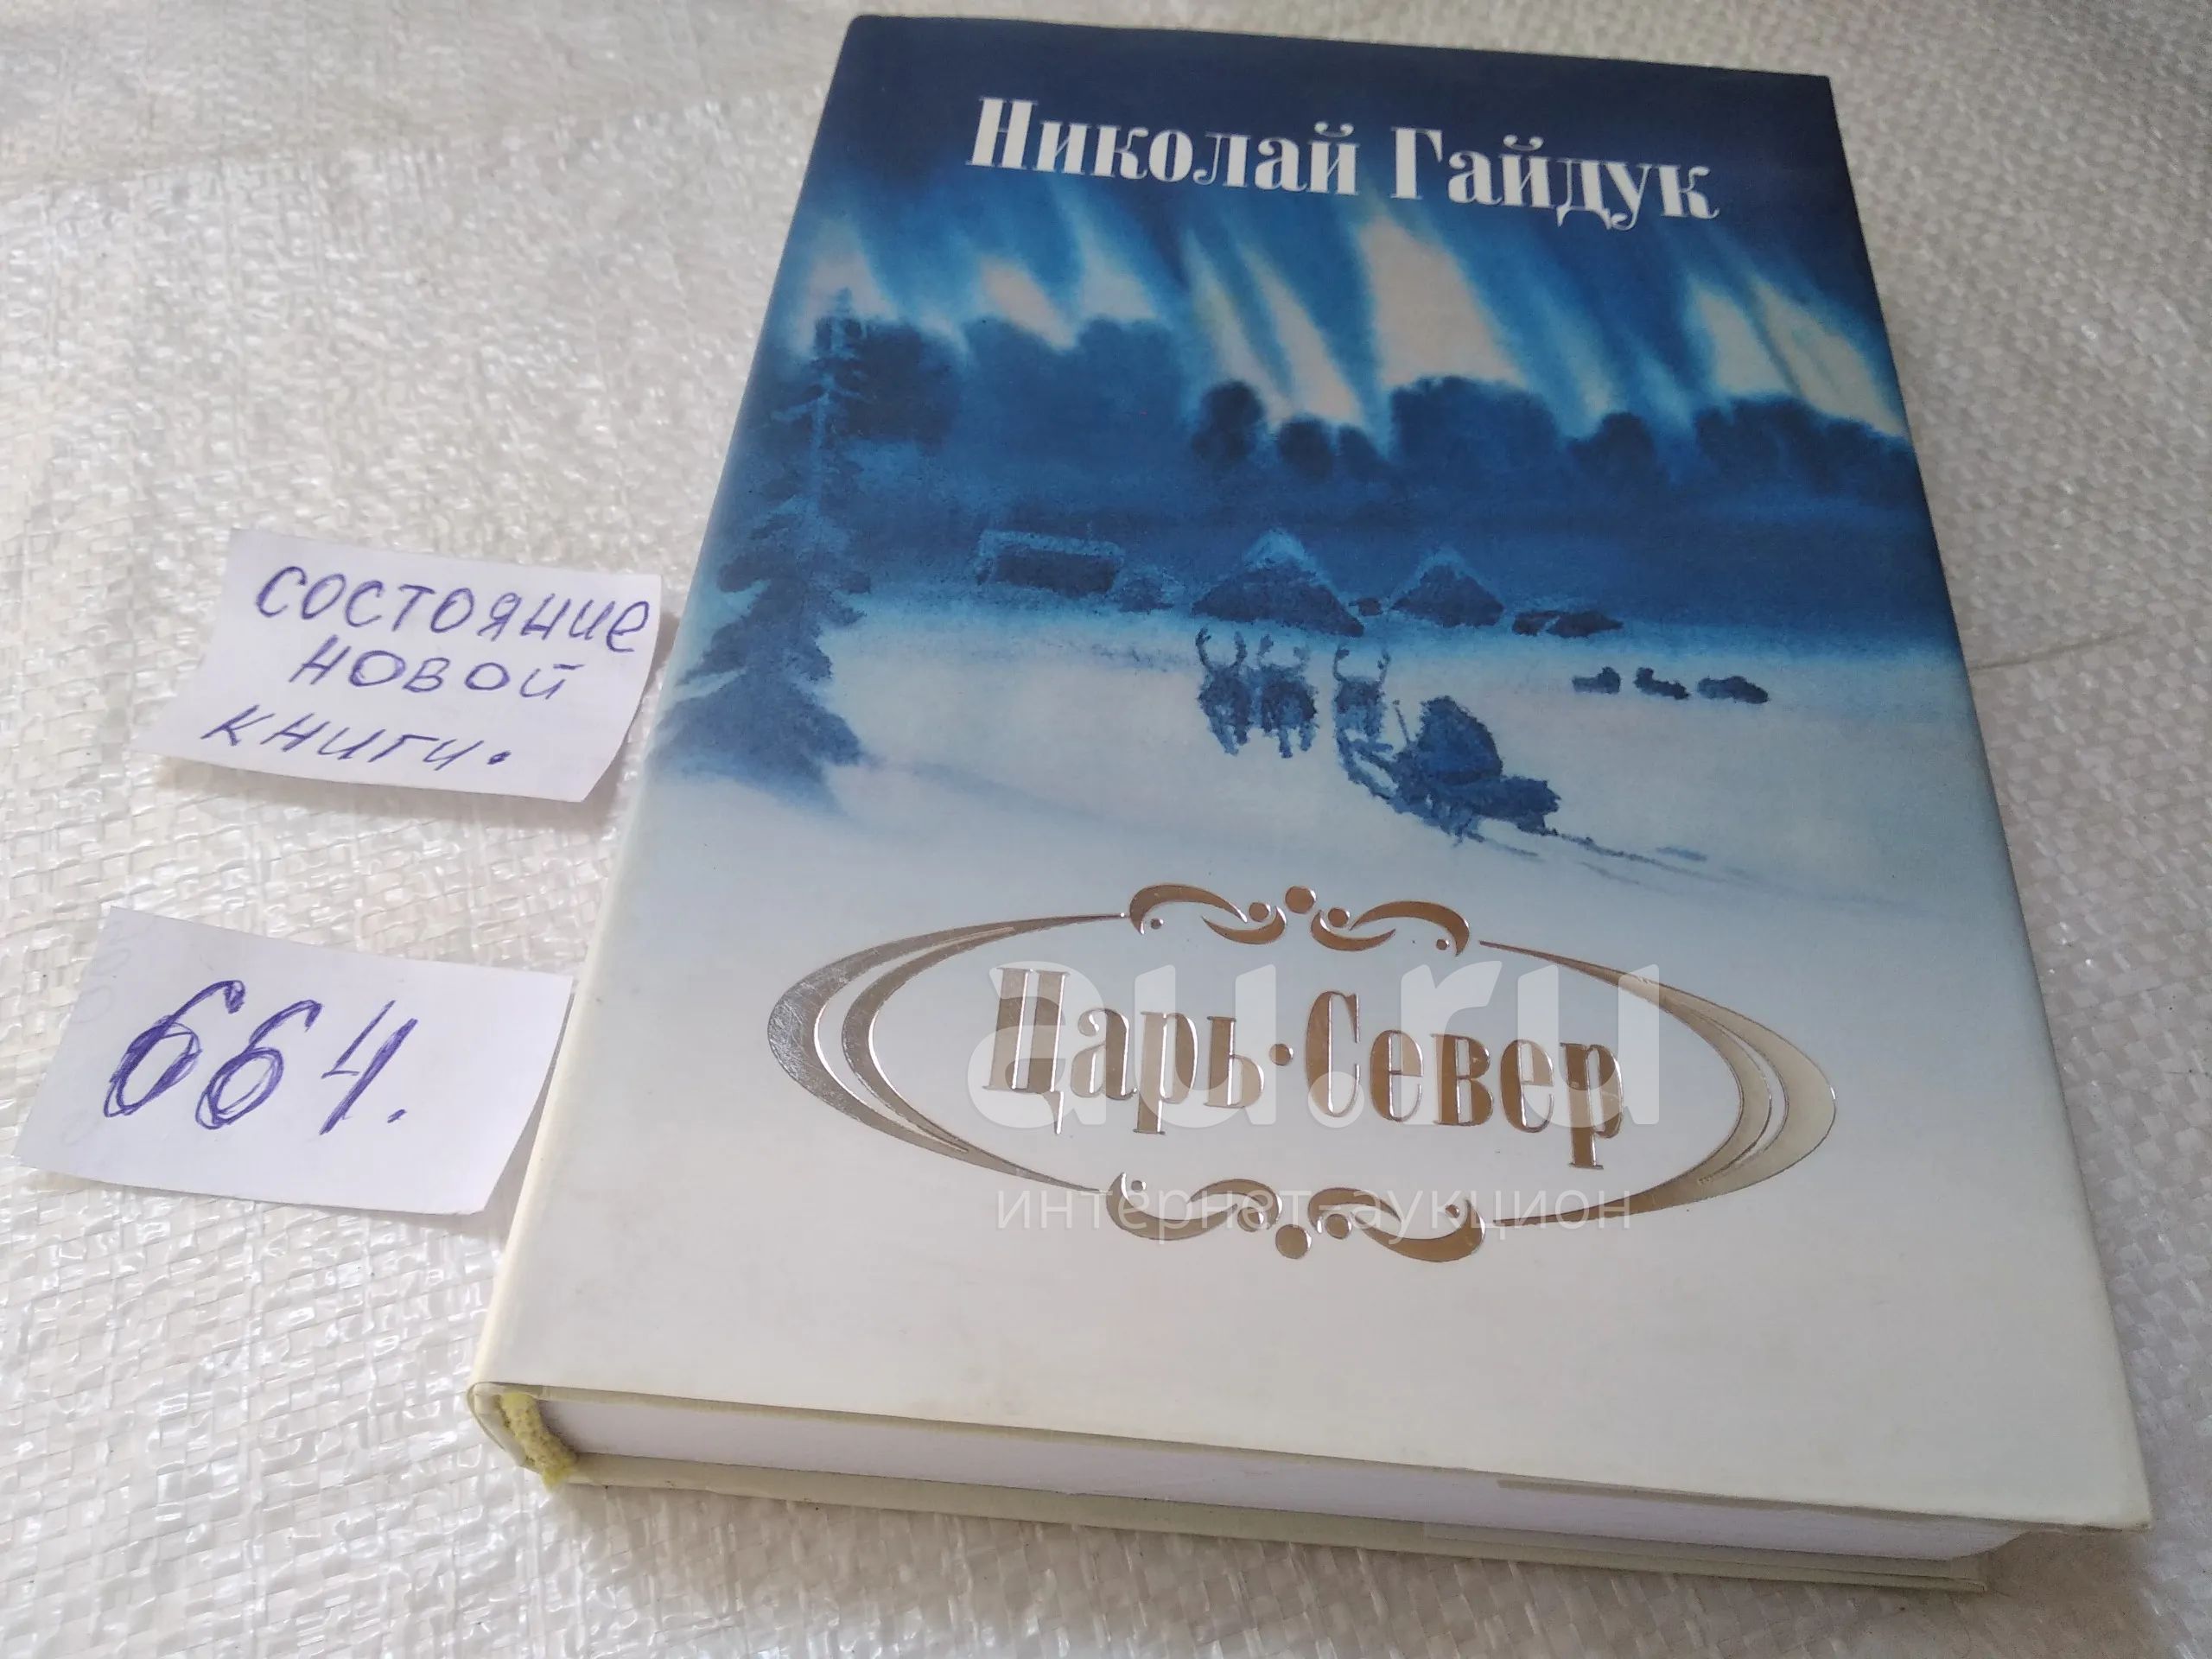 Николай Гайдук
состояние
новой
книги.
664.
Царь·Север
au.ru
интернет-аукцион